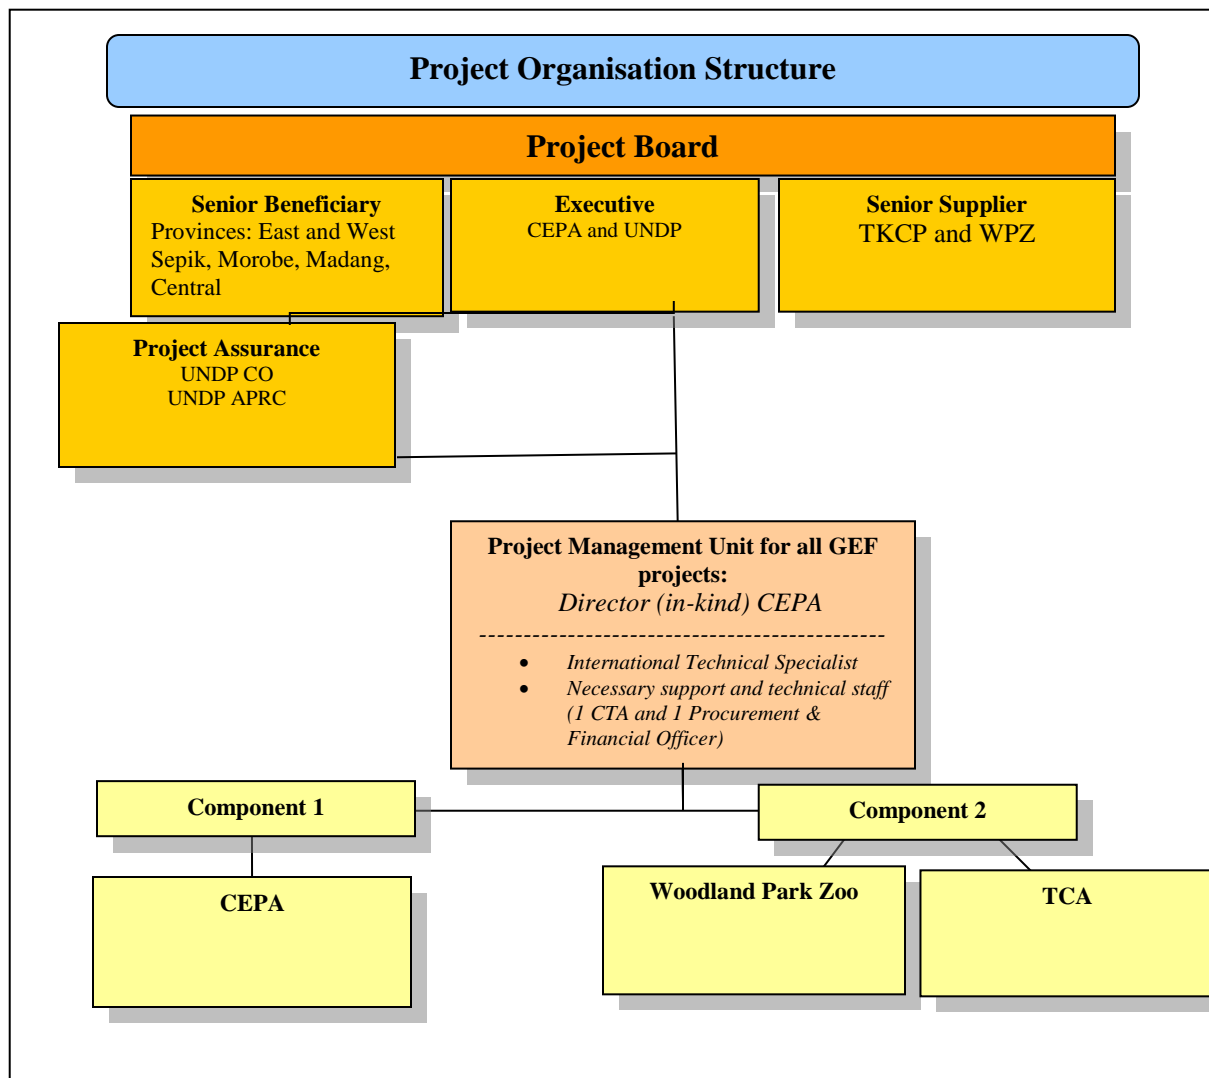 Project Organisation Structure
Project Board
Senior Beneficiary
Provinces: East and West
Sepik, Morobe, Madang,
Central
Executive
CEPA and UNDP
Senior Supplier
TKCP and WPZ
Project Assurance
UNDP CO
UNDP APRC
Project Management Unit for all GEF
projects:
Director (in-kind) CEPA
----------------------------------------------
• International Technical Specialist
• Necessary support and technical staff
(1 CTA and 1 Procurement &
Financial Officer)
Component 1
Component 2
CEPA
Woodland Park Zoo
TCA